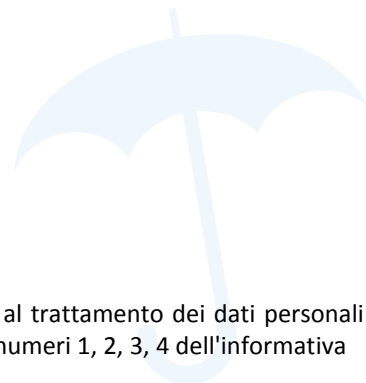 al trattamento dei dati personali
numeri 1, 2, 3, 4 dell'informativa